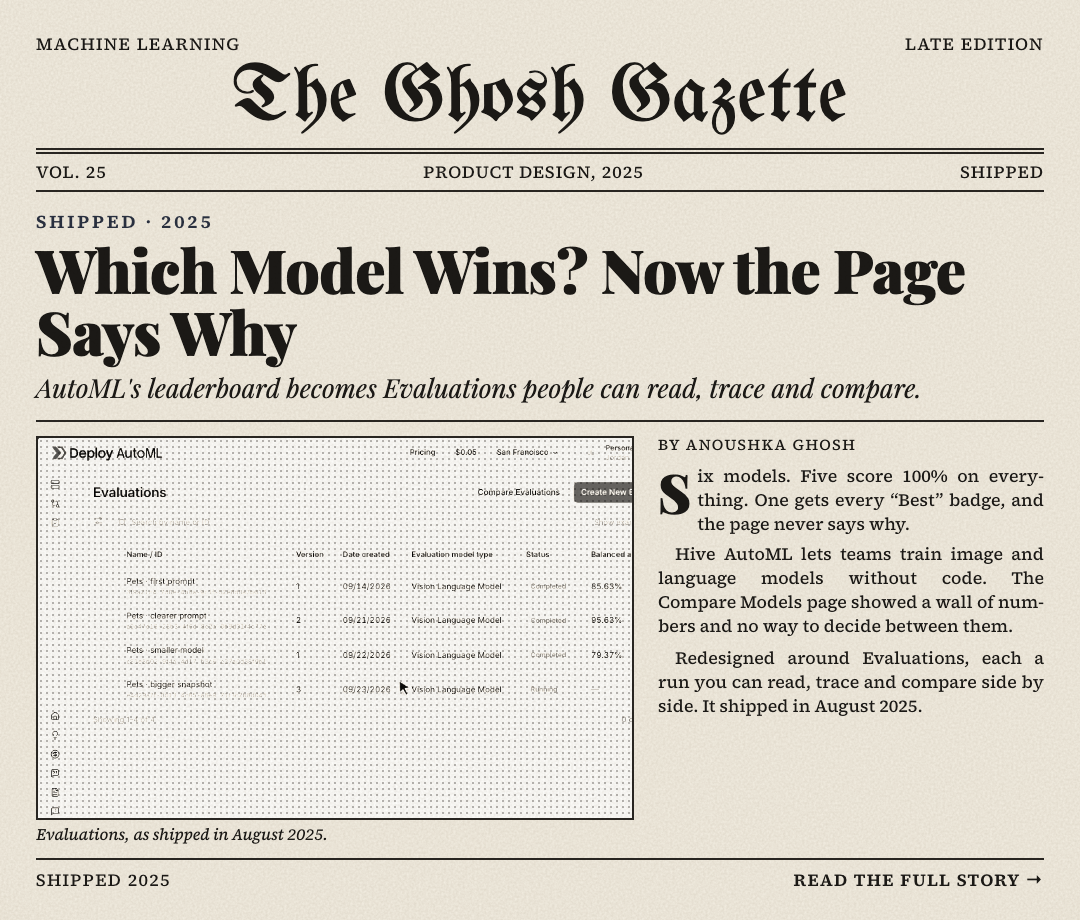 MACHINE LEARNING
LATE EDITION
The Ghosh Gazette
VOL. 25
PRODUCT DESIGN, 2025
SHIPPED
SHIPPED · 2025
Which Model Wins? Now the Page
Says Why
AutoML's leaderboard becomes Evaluations people can read, trace and compare.
Deploy AutoML
Pricing
$0.05
San Francisco
Persona
Evaluations
Compare Evaluations
Create New E
Search by name or ID
Name / ID
Version
Date created
Evaluation model type
Status
Balanced a
Pets · first prompt
1
09/14/2026
Vision Language Model
Completed
85.63%
Pets · clearer prompt
2
09/21/2026
Vision Language Model
Completed
95.63%
Pets · smaller model
1
09/22/2026
Vision Language Model
Completed
79.37%
Pets · bigger snapshot
3
09/23/2026
Vision Language Model
Running
Evaluations, as shipped in August 2025.
BY ANOUSHKA GHOSH
Six models. Five score 100% on every-
thing. One gets every “Best” badge, and
the page never says why.
Hive AutoML lets teams train image and
language models without code. The
Compare Models page showed a wall of num-
bers and no way to decide between them.
Redesigned around Evaluations, each a
run you can read, trace and compare side by
side. It shipped in August 2025.
SHIPPED 2025
READ THE FULL STORY →